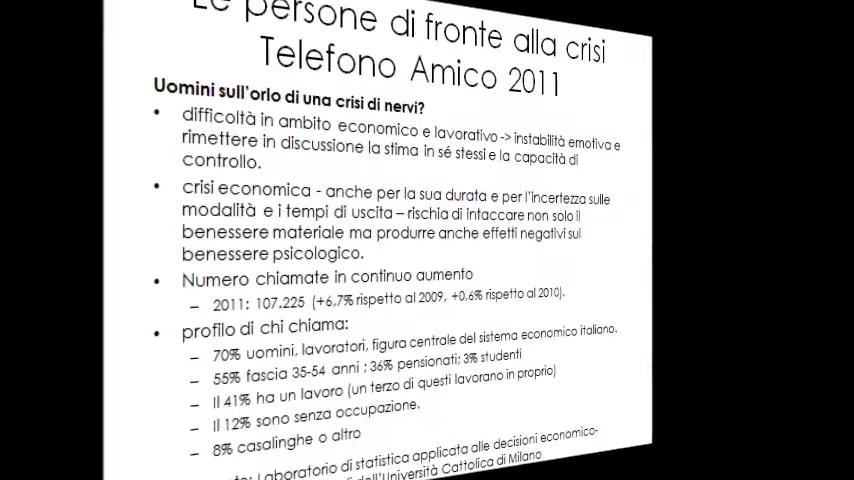 Le persone di fronte alla crisi
Telefono Amico 2011
Uomini sull'orlo di una crisi di nervi?
• difficoltà in ambito economico e lavorativo -> instabilità emotiva e
rimettere in discussione la stima in sé stessi e la capacità di
controllo.
• crisi economica - anche per la sua durata e per l'incertezza sulle
modalità e i tempi di uscita – rischia di intaccare non solo il
benessere materiale ma produrre anche effetti negativi sul
benessere psicologico.
• Numero chiamate in continuo aumento
– 2011: 107.225 (+6,7% rispetto al 2009, +0,6% rispetto al 2010).
• profilo di chi chiama:
– 70% uomini, lavoratori, figura centrale del sistema economico italiano.
– 55% fascia 35-54 anni ; 36% pensionati; 3% studenti
– Il 41% ha un lavoro (un terzo di questi lavorano in proprio)
– Il 12% sono senza occupazione.
– 8% casalinghe o altro
Laboratorio di statistica applicata alle decisioni economico-
dell'Università Cattolica di Milano